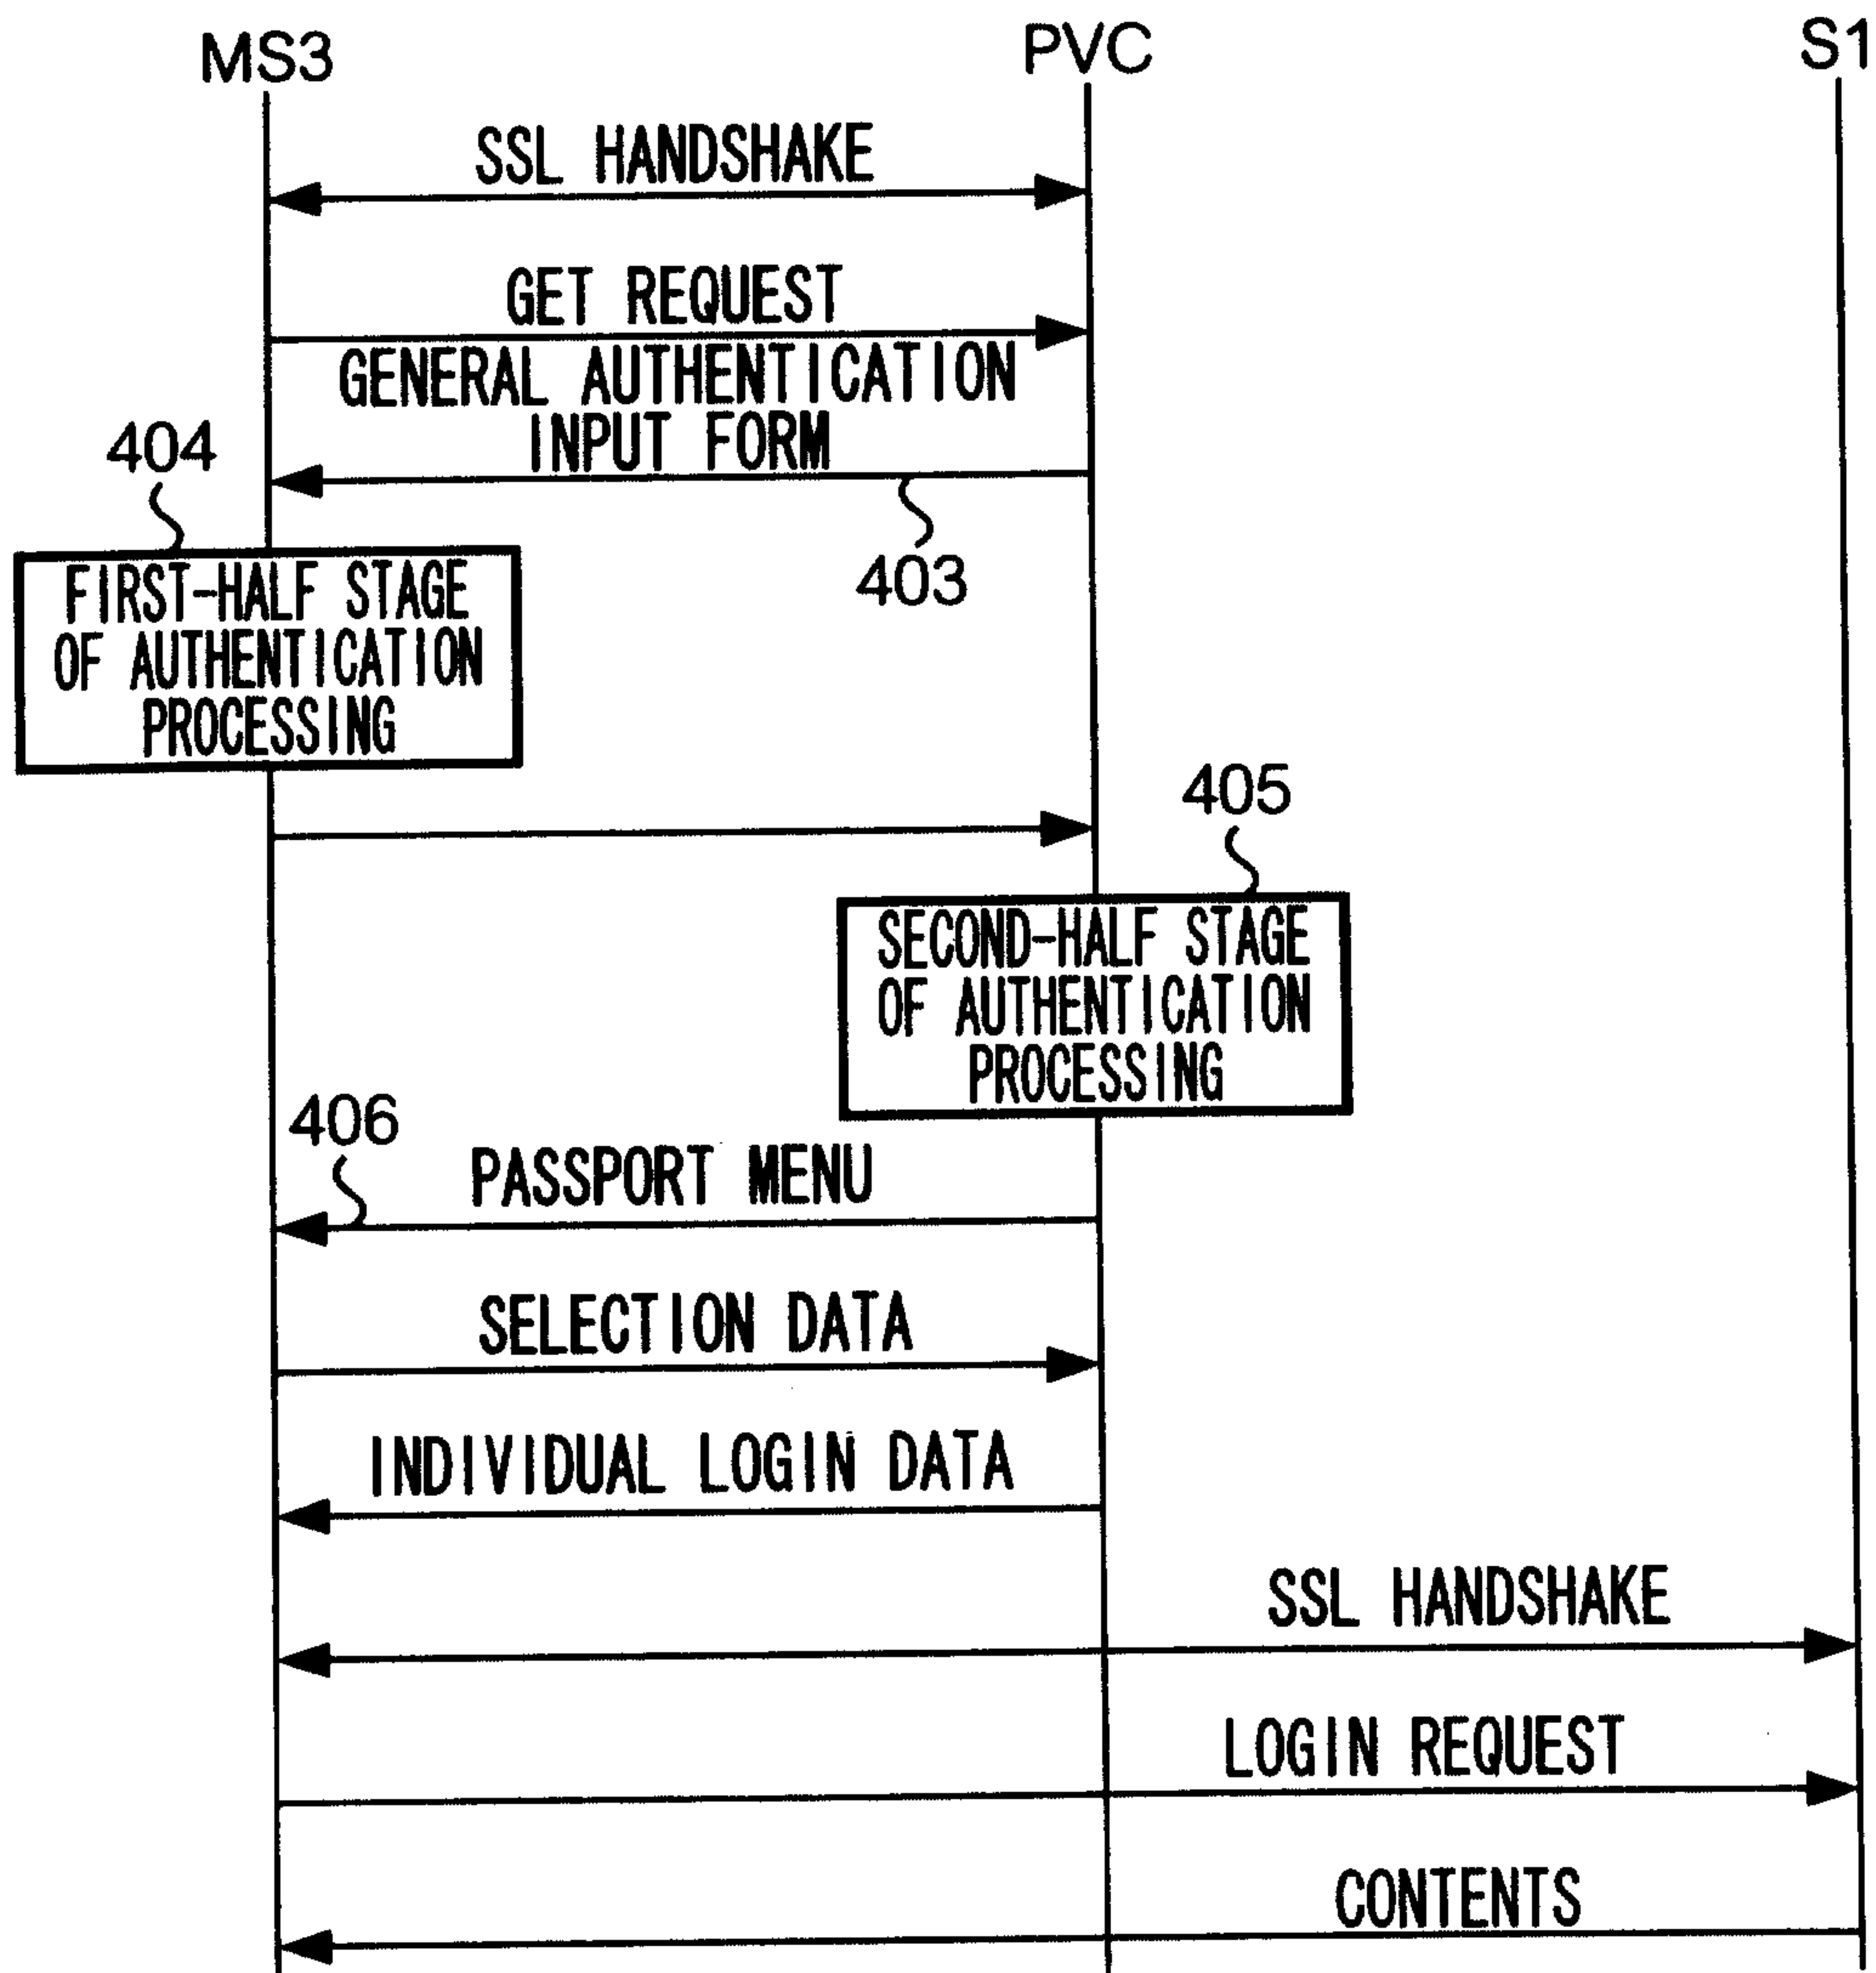 MS3 PVC S1
SSL HANDSHAKE
GET REQUEST
GENERAL AUTHENTICATION
INPUT FORM
404
403
FIRST-HALF STAGE
OF AUTHENTICATION
PROCESSING
405
SECOND-HALF STAGE
OF AUTHENTICATION
PROCESSING
406
PASSPORT MENU
SELECTION DATA
INDIVIDUAL LOGIN DATA
SSL HANDSHAKE
LOGIN REQUEST
CONTENTS